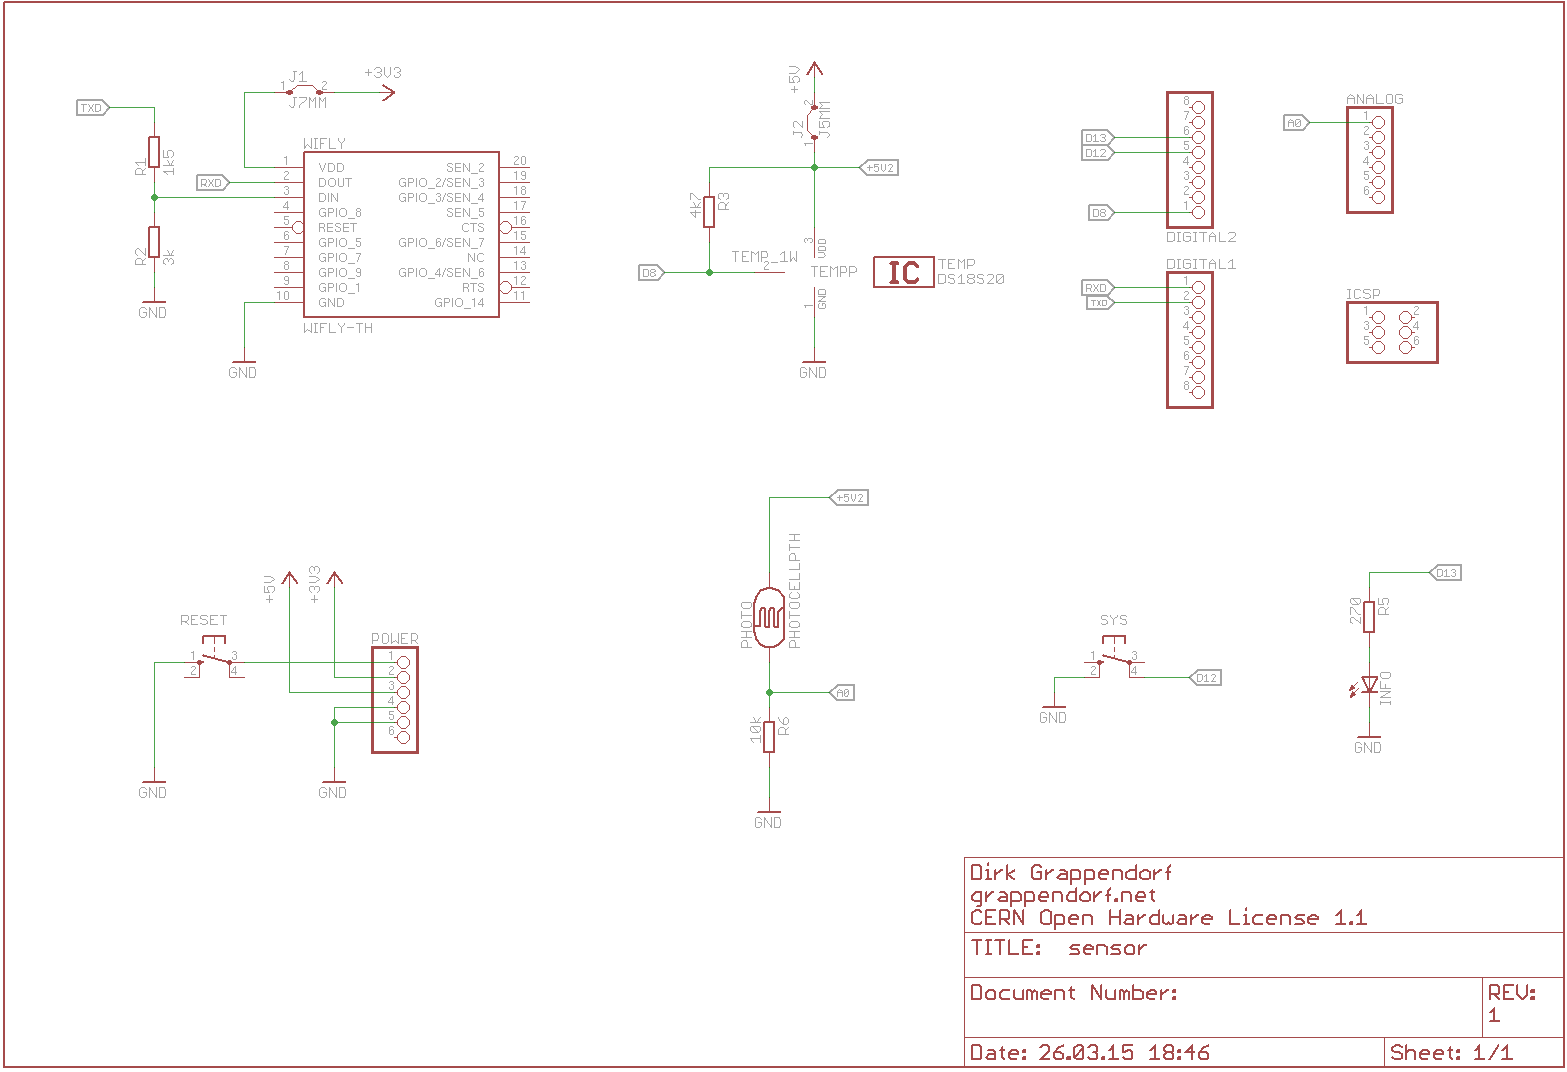 TXD
R1
1k5
R2
3k
GND
RXD
J1
1
2
J7MM
+3V3
WIFLY
1 VDD
2 DOUT
3 DIN
4 GPIO_8
5 RESET
6 GPIO_5
7 GPIO_7
8 GPIO_9
9 GPIO_1
10 GND
SEN_2 20
GPIO_2/SEN_3 19
GPIO_3/SEN_4 18
SEN_5 17
CTS 16
GPIO_6/SEN_7 15
NC 14
GPIO_4/SEN_6 13
RTS 12
GPIO_14 11
WIFLY-TH
GND
+5V
J2
2
1
J5MM
+5V2
4k7
R3
D8
TEMP_1W
2
3
VDD
TEMPP
1
GND
GND
IC
TEMP
DS18S20
D13
D12
D8
8
7
6
5
4
3
2
1
DIGITAL2
DIGITAL1
RXD
TXD
1
2
3
4
5
6
7
8
ANALOG
A0
1
2
3
4
5
6
ICSP
1
2
3
4
5
6
RESET
1
3
2
4
GND
+5V
+3V3
POWER
1
2
3
4
5
6
GND
+5V2
PHOTO
PHOTOCELLPTH
A0
10k
R6
GND
SYS
1
3
2
4
GND
D12
D13
270
R5
INFO
GND
Dirk Grappendorf
grappendorf.net
CERN Open Hardware License 1.1
TITLE: sensor
Document Number:
REV:
1
Date: 26.03.15 18:46
Sheet: 1/1